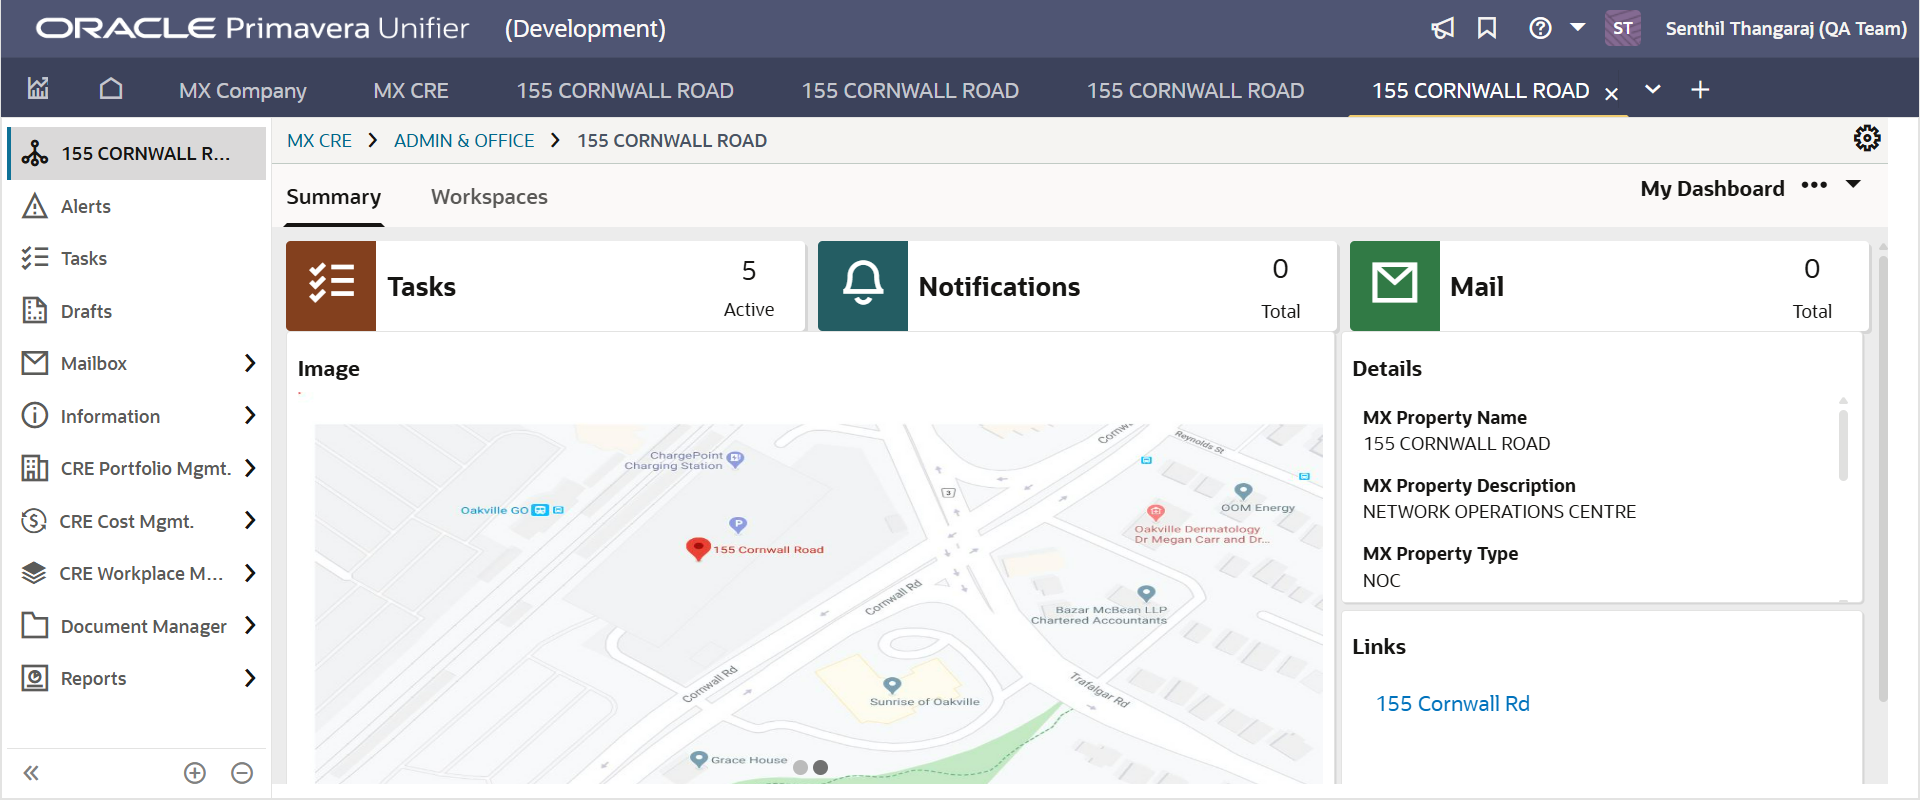 ORACLE Primavera Unifier (Development)
ST Senthil Thangaraj (QA Team)
MX Company MX CRE 155 CORNWALL ROAD 155 CORNWALL ROAD 155 CORNWALL ROAD 155 CORNWALL ROAD
155 CORNWALL R...
Alerts
Tasks
Drafts
Mailbox
Information
CRE Portfolio Mgmt.
CRE Cost Mgmt.
CRE Workplace M...
Document Manager
Reports
MX CRE > ADMIN & OFFICE > 155 CORNWALL ROAD
Summary Workspaces
My Dashboard
Tasks
5
Active
Notifications
0
Total
Mail
0
Total
Image
ChargePoint
Charging Station
Oakville GO
P
155 Cornwall Road
3
Cornw
Reynolds St
OOM Energy
Oakville Dermatology
Dr Megan Carr and Dr...
Cornwall Rd
Bazar McBean LLP
Chartered Accountants
Cornwall Rd
Trafalgar Rd
Sunrise of Oakville
Grace House
Details
MX Property Name
155 CORNWALL ROAD
MX Property Description
NETWORK OPERATIONS CENTRE
MX Property Type
NOC
Links
155 Cornwall Rd